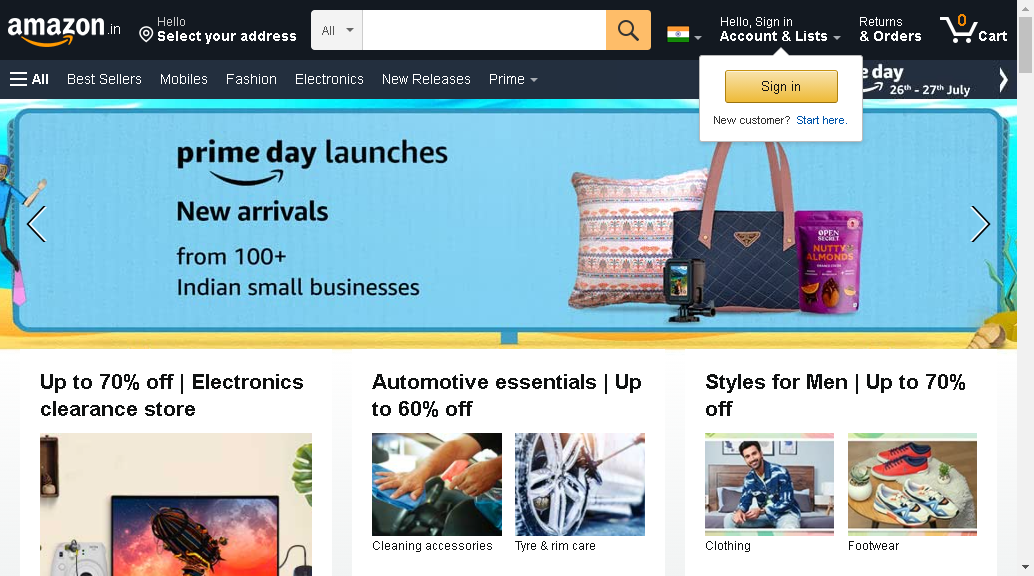 amazon.in
Hello
Select your address
All
Hello, Sign in
Account & Lists
Returns
& Orders
0
Cart
All
Best Sellers
Mobiles
Fashion
Electronics
New Releases
Prime
e day
26th - 27th July
Sign in
New customer? Start here.
prime day launches
New arrivals
from 100+
Indian small businesses
OPEN
SECRET
NUTTY
ALMONDS
Up to 70% off | Electronics
clearance store
Automotive essentials | Up
to 60% off
Styles for Men | Up to 70%
off
Cleaning accessories
Tyre & rim care
Clothing
Footwear